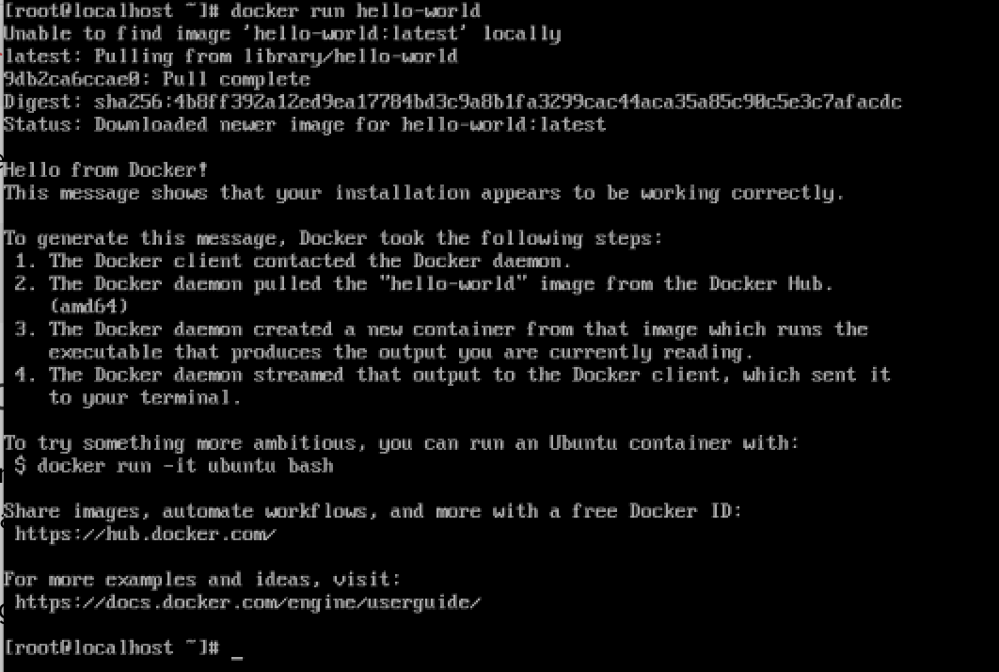 [root@localhost ~]# docker run hello-world
Unable to find image 'hello-world:latest' locally
latest: Pulling from library/hello-world
9db2ca6ccae0: Pull complete
Digest: sha256:4b8ff392a12ed9ea17784bd3c9a8b1fa3299cac44aca35a85c90c5e3c7afacdc
Status: Downloaded newer image for hello-world:latest
Hello from Docker!
This message shows that your installation appears to be working correctly.
To generate this message, Docker took the following steps:
1. The Docker client contacted the Docker daemon.
2. The Docker daemon pulled the "hello-world" image from the Docker Hub.
(amd64)
3. The Docker daemon created a new container from that image which runs the
executable that produces the output you are currently reading.
4. The Docker daemon streamed that output to the Docker client, which sent it
to your terminal.
To try something more ambitious, you can run an Ubuntu container with:
$ docker run -it ubuntu bash
Share images, automate workflows, and more with a free Docker ID:
https://hub.docker.com/
For more examples and ideas, visit:
https://docs.docker.com/engine/userguide/
[root@localhost ~]# _